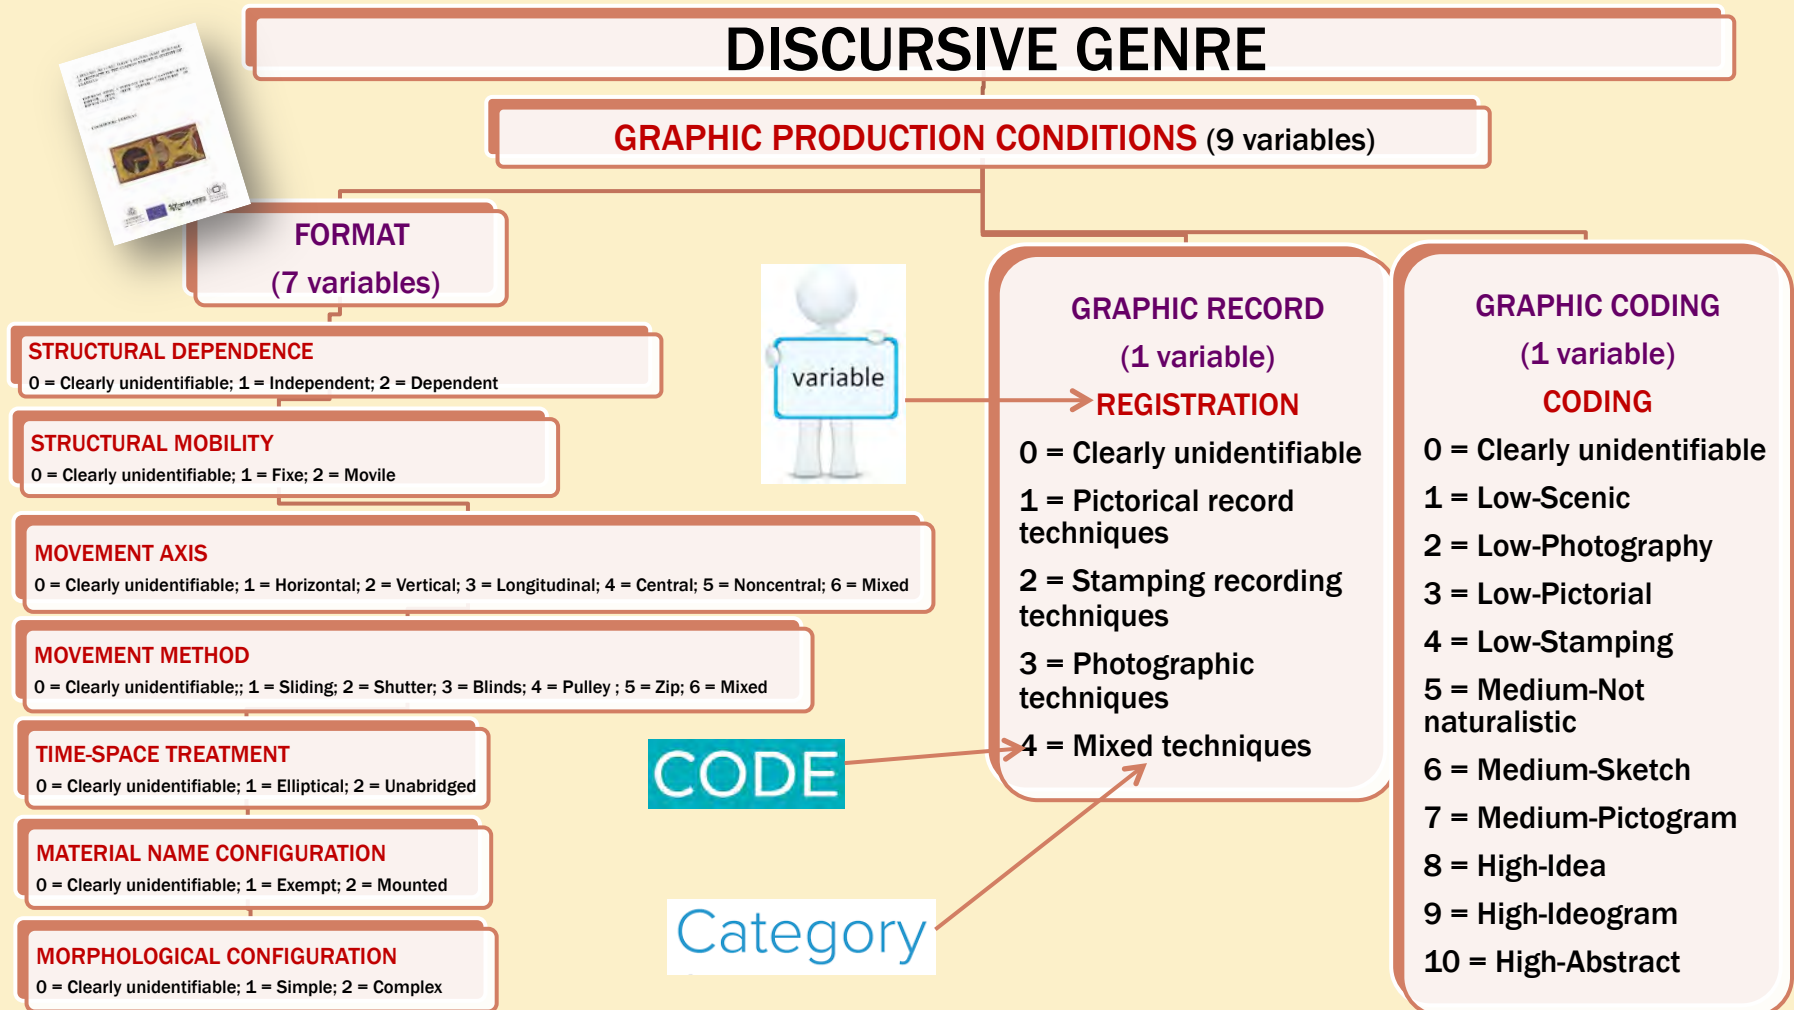 DISCURSIVE GENRE
GRAPHIC PRODUCTION CONDITIONS (9 variables)
FORMAT
(7 variables)
STRUCTURAL DEPENDENCE
0 = Clearly unidentifiable; 1 = Independent; 2 = Dependent
STRUCTURAL MOBILITY
0 = Clearly unidentifiable; 1 = Fixe; 2 = Movile
MOVEMENT AXIS
0 = Clearly unidentifiable; 1 = Horizontal; 2 = Vertical; 3 = Longitudinal; 4 = Central; 5 = Noncentral; 6 = Mixed
MOVEMENT METHOD
0 = Clearly unidentifiable;; 1 = Sliding; 2 = Shutter; 3 = Blinds; 4 = Pulley ; 5 = Zip; 6 = Mixed
TIME-SPACE TREATMENT
0 = Clearly unidentifiable; 1 = Elliptical; 2 = Unabridged
MATERIAL NAME CONFIGURATION
0 = Clearly unidentifiable; 1 = Exempt; 2 = Mounted
MORPHOLOGICAL CONFIGURATION
0 = Clearly unidentifiable; 1 = Simple; 2 = Complex
variable
CODE
Category
GRAPHIC RECORD
(1 variable)
REGISTRATION
0 = Clearly unidentifiable
1 = Pictorical record
techniques
2 = Stamping recording
techniques
3 = Photographic
techniques
4 = Mixed techniques
GRAPHIC CODING
(1 variable)
CODING
0 = Clearly unidentifiable
1 = Low-Scenic
2 = Low-Photography
3 = Low-Pictorial
4 = Low-Stamping
5 = Medium-Not
naturalistic
6 = Medium-Sketch
7 = Medium-Pictogram
8 = High-Idea
9 = High-Ideogram
10 = High-Abstract